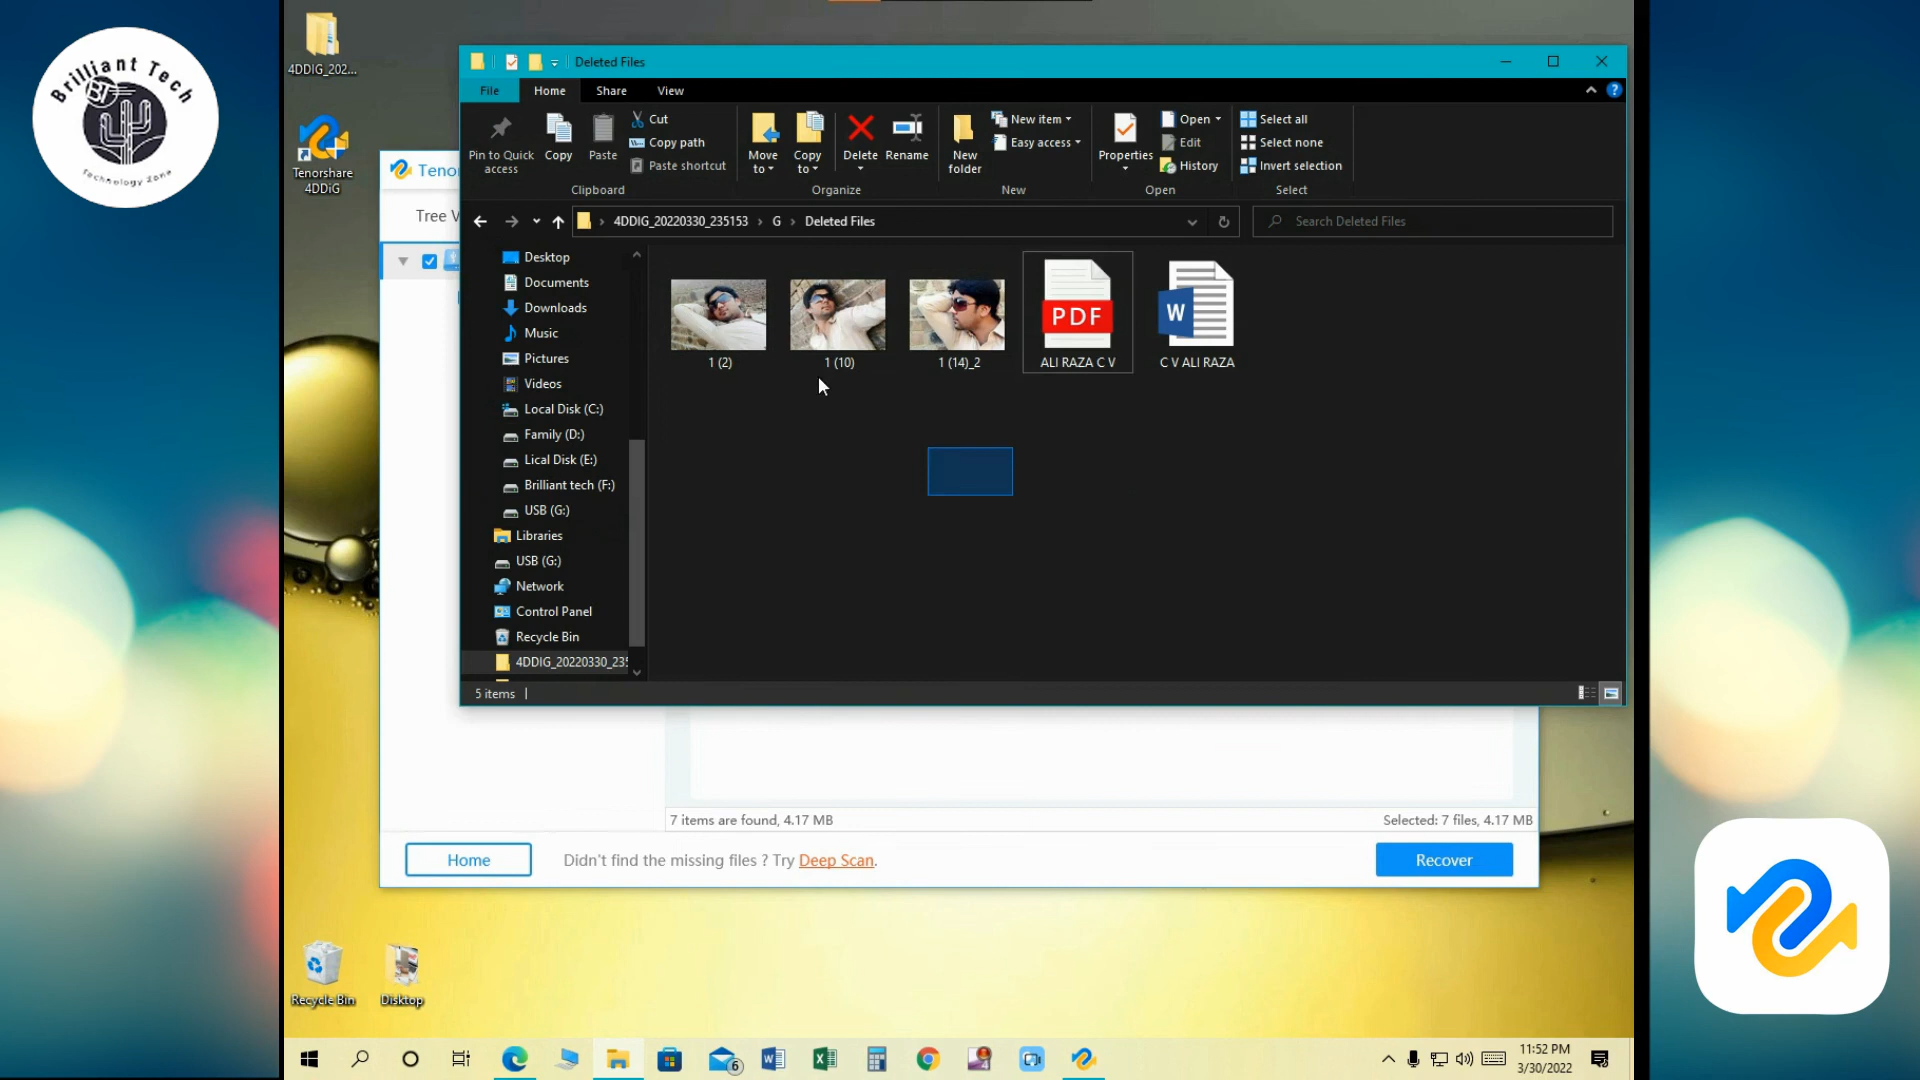 Brilliant Tech
BT
Technology Zone
4DDIG_202...
Tenorshare
4DDiG
Recycle Bin
Disktop
Deleted Files
File
Home
Share
View
Pin to Quick
access
Copy
Paste
Cut
Copy path
Paste shortcut
Clipboard
Move
to
Copy
to
Delete
Rename
Organize
New
folder
New item
Easy access
New
Properties
Open
Edit
History
Open
Select all
Select none
Invert selection
Select
4DDIG_20220330_235153 > G > Deleted Files
Search Deleted Files
Desktop
Documents
Downloads
Music
Pictures
Videos
Local Disk (C:)
Family (D:)
Lical Disk (E:)
Brilliant tech (F:)
USB (G:)
Libraries
USB (G:)
Network
Control Panel
Recycle Bin
4DDIG_20220330_235
1 (2)
1 (10)
1 (14)_2
PDF
ALI RAZA C V
W
C V ALI RAZA
5 items
Tenor
Tree V
7 items are found, 4.17 MB
Selected: 7 files, 4.17 MB
Home
Didn't find the missing files ? Try Deep Scan.
Recover
6
11:52 PM
3/30/2022